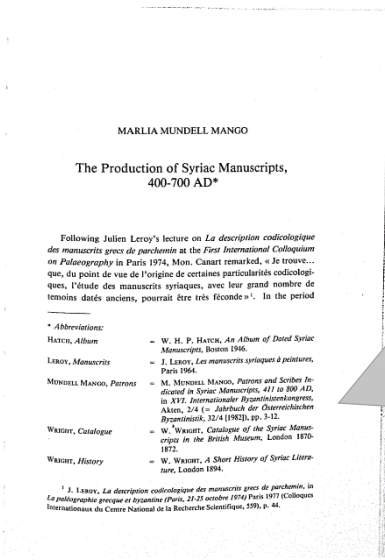 MARLIA MUNDELL MANGO
The Production of Syriac Manuscripts,
400-700 AD*
Following Julien Leroy's lecture on La description codicologique
des manuscrits grecs de parchemin at the First International Colloquium
on Palaeography in Paris 1974, Mon. Canart remarked, « Je trouve...
que, du point de vue de l'origine de certaines particularités codicologi-
ques, l'étude des manuscrits syriaques, avec leur grand nombre de
temoins datés anciens, pourrait être très féconde »¹. In the period
* Abbreviations:
HATCH, Album = W. H. P. HATCH, An Album of Dated Syriac
Manuscripts, Boston 1946.
LEROY, Manuscrits = J. LEROY, Les manuscrits syriaques à peintures,
Paris 1964.
MUNDELL MANGO, Patrons = M. MUNDELL MANGO, Patrons and Scribes In-
dicated in Syriac Manuscripts, 411 to 800 AD,
in XVI. Internationaler Byzantinistenkongress,
Akten, 2/4 (= Jahrbuch der Österreichischen
Byzantinistik, 32/4 [1982]), pp. 3-12.
WRIGHT, Catalogue = W. WRIGHT, Catalogue of the Syriac Manus-
cripts in the British Museum, London 1870-
1872.
WRIGHT, History = W. WRIGHT, A Short History of Syriac Litera-
ture, London 1894.
¹ J. LEROY, La description codicologique des manuscrits grecs de parchemin, in
La paléographie grecque et byzantine (Paris, 21-25 octobre 1974) Paris 1977 (Colloques
Internationaux du Centre National de la Recherche Scientifique, 559), p. 44.